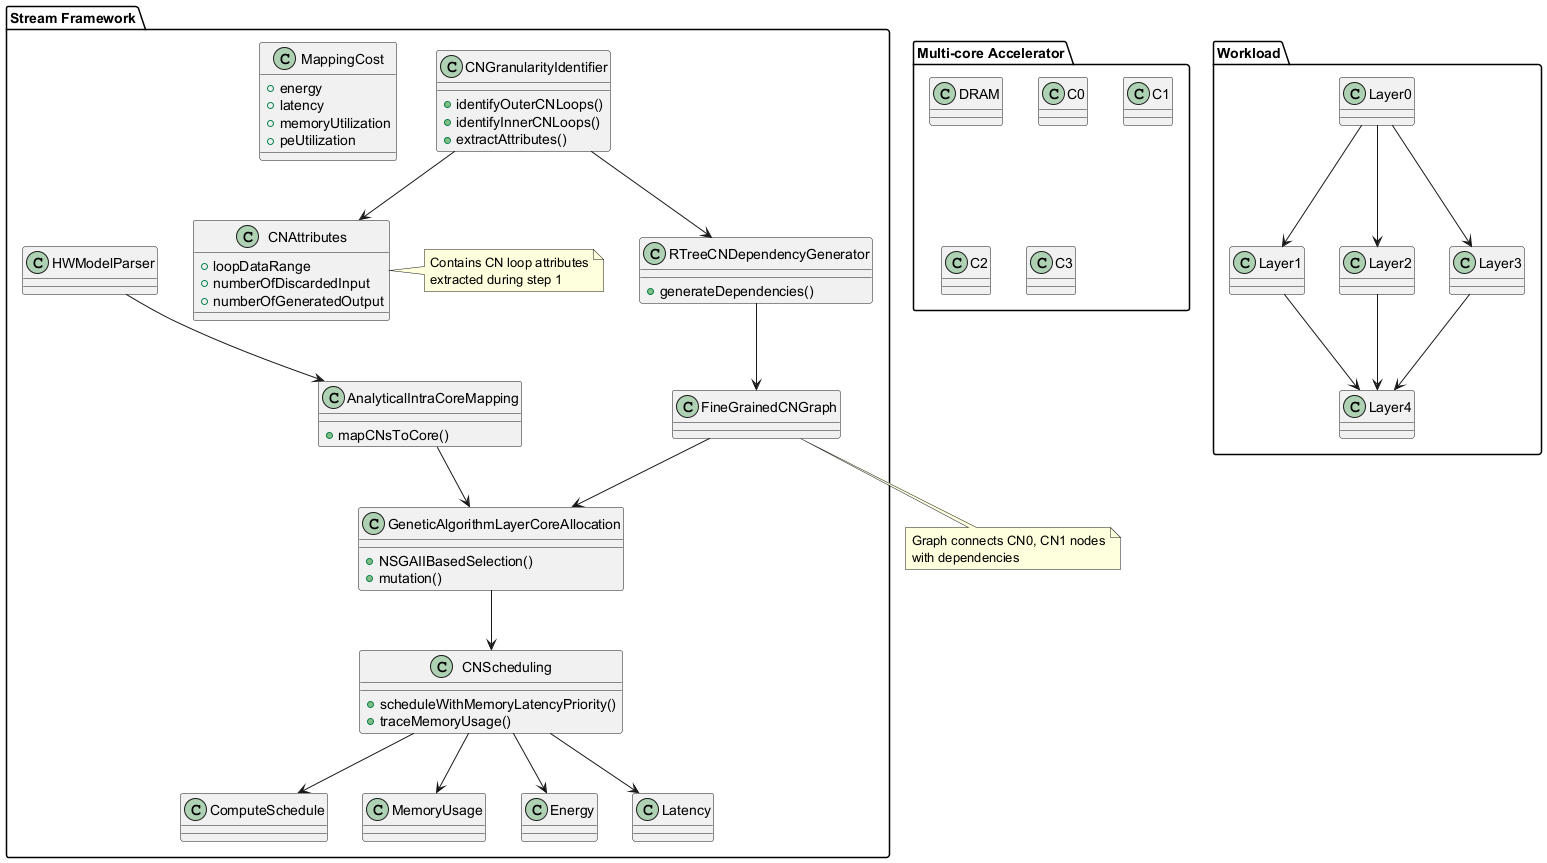 Stream Framework
MappingCost
energy
latency
memoryUtilization
peUtilization
CNGranularityIdentifier
identifyOuterCNLoops()
identifyInnerCNLoops()
extractAttributes()
HWModelParser
CNAttributes
loopDataRange
numberOfDiscardedInput
numberOfGeneratedOutput
Contains CN loop attributes
extracted during step 1
RTreeCNDependencyGenerator
generateDependencies()
AnalyticalIntraCoreMapping
mapCNsToCore()
FineGrainedCNGraph
GeneticAlgorithmLayerCoreAllocation
NSGAIIBasedSelection()
mutation()
Graph connects CN0, CN1 nodes
with dependencies
CNScheduling
scheduleWithMemoryLatencyPriority()
traceMemoryUsage()
ComputeSchedule
MemoryUsage
Energy
Latency
Multi-core Accelerator
DRAM
C0
C1
C2
C3
Workload
Layer0
Layer1
Layer2
Layer3
Layer4